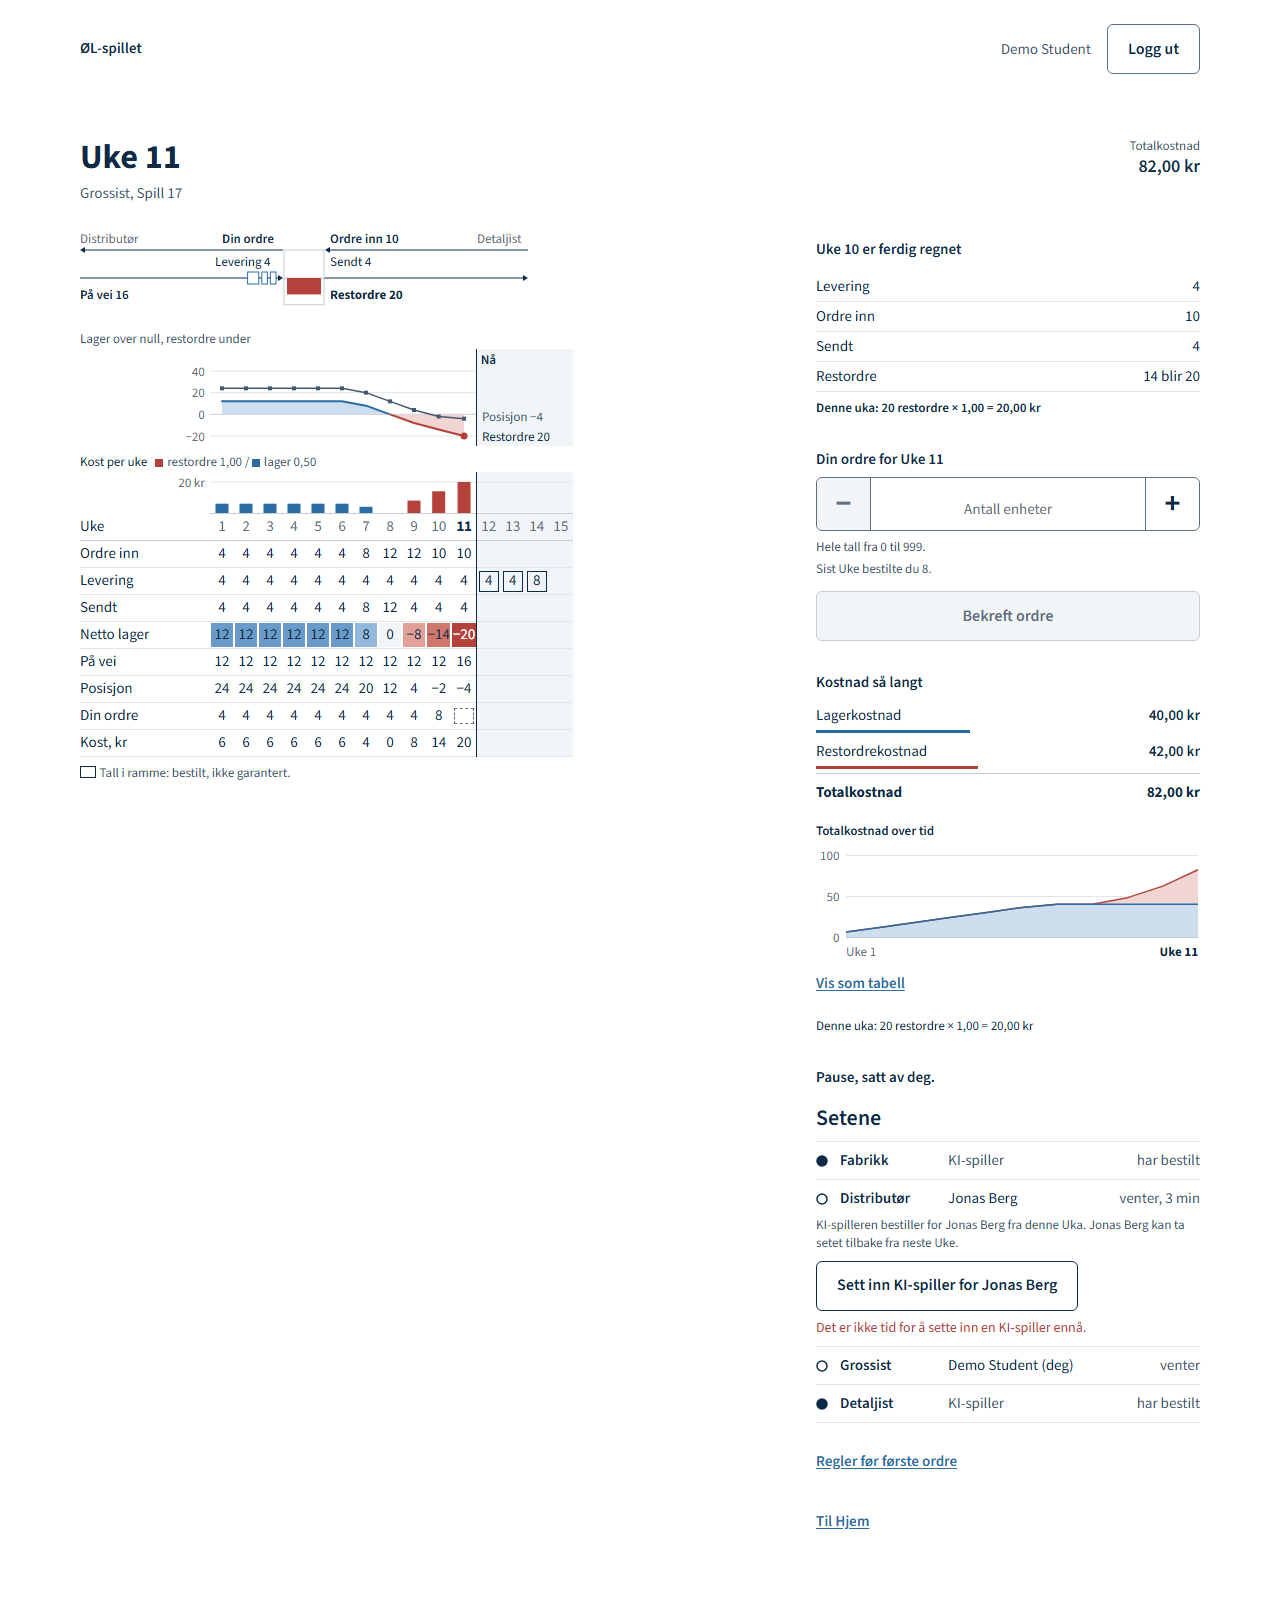 ØL-spillet
Demo Student
Logg ut
Uke 11
Grossist, Spill 17
Totalkostnad
82,00 kr
Distributør
Din ordre
Ordre inn 10
Detaljist
Levering 4
Sendt 4
På vei 16
Restordre 20
Lager over null, restordre under
Nå
40
20
0
−20
Posisjon −4
Restordre 20
Kost per uke restordre 1,00 / lager 0,50
20 kr
Uke 1 2 3 4 5 6 7 8 9 10 11 12 13 14 15
Ordre inn 4 4 4 4 4 4 8 12 12 10 10
Levering 4 4 4 4 4 4 4 4 4 4 4 4 4 8
Sendt 4 4 4 4 4 4 8 12 4 4 4
Netto lager 12 12 12 12 12 12 8 0 −8 −14 −20
På vei 12 12 12 12 12 12 12 12 12 12 16
Posisjon 24 24 24 24 24 24 20 12 4 −2 −4
Din ordre 4 4 4 4 4 4 4 4 4 8
Kost, kr 6 6 6 6 6 6 4 0 8 14 20
Tall i ramme: bestilt, ikke garantert.
Uke 10 er ferdig regnet
Levering 4
Ordre inn 10
Sendt 4
Restordre 14 blir 20
Denne uka: 20 restordre × 1,00 = 20,00 kr
Din ordre for Uke 11
− Antall enheter +
Hele tall fra 0 til 999.
Sist Uke bestilte du 8.
Bekreft ordre
Kostnad så langt
Lagerkostnad 40,00 kr
Restordrekostnad 42,00 kr
Totalkostnad 82,00 kr
Totalkostnad over tid
100
50
0
Uke 1 Uke 11
Vis som tabell
Denne uka: 20 restordre × 1,00 = 20,00 kr
Pause, satt av deg.
Setene
Fabrikk KI-spiller har bestilt
Distributør Jonas Berg venter, 3 min
KI-spilleren bestiller for Jonas Berg fra denne Uka. Jonas Berg kan ta
setet tilbake fra neste Uke.
Sett inn KI-spiller for Jonas Berg
Det er ikke tid for å sette inn en KI-spiller ennå.
Grossist Demo Student (deg) venter
Detaljist KI-spiller har bestilt
Regler før første ordre
Til Hjem